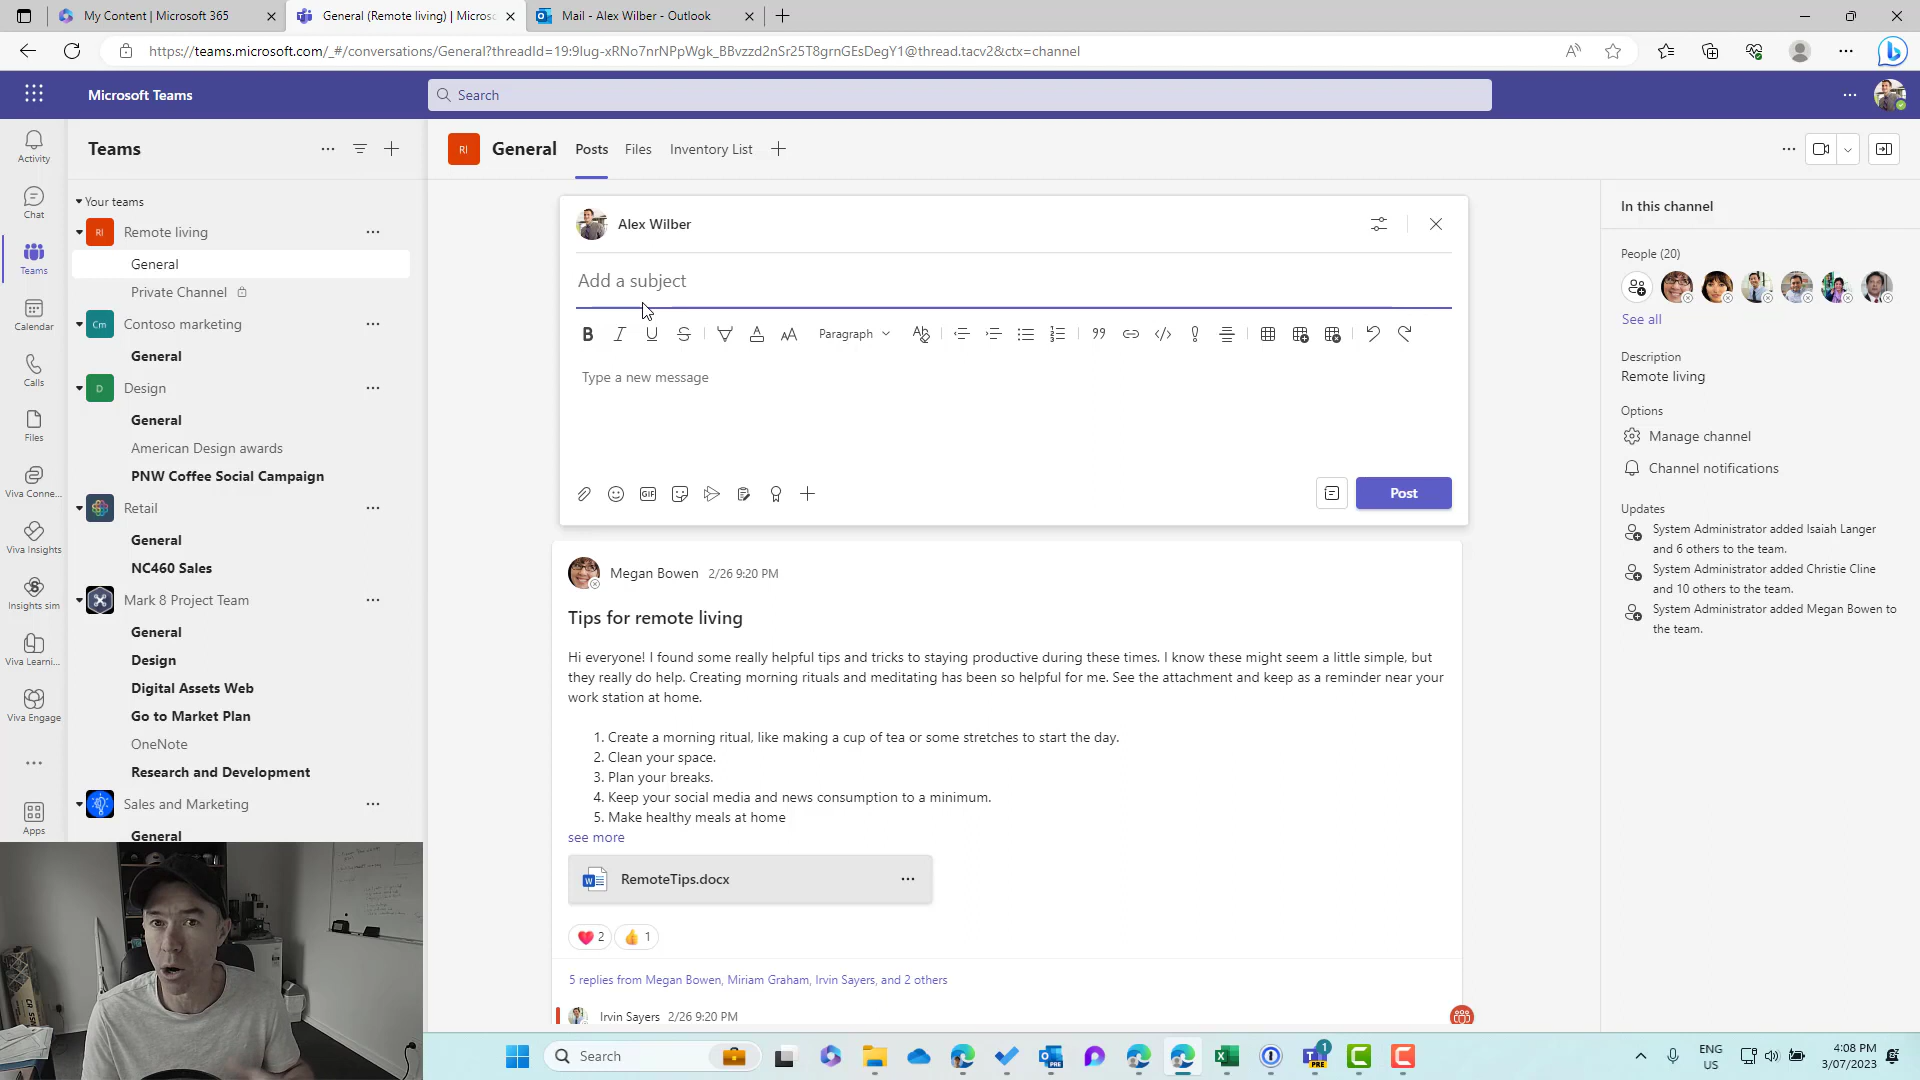 My Content | Microsoft 365
General (Remote living) | Micros
Mail - Alex Wilber - Outlook
https://teams.microsoft.com/_#/conversations/General?threadId=19:9lug-xRNo7nrNPpWgk_BBvzzd2nSr25T8grnGEsDegY1@thread.tacv2&ctx=channel
Microsoft Teams
Search
Activity
Chat
Teams
Calendar
Calls
Files
Viva Conne...
Viva Insights
Insights sim
Viva Learni...
Viva Engage
Apps
Teams
Your teams
RI Remote living
General
Private Channel
Cm Contoso marketing
General
D Design
General
American Design awards
PNW Coffee Social Campaign
Retail
General
NC460 Sales
Mark 8 Project Team
General
Design
Digital Assets Web
Go to Market Plan
OneNote
Research and Development
Sales and Marketing
General
RI General Posts Files Inventory List
Alex Wilber
Add a subject
Paragraph
Type a new message
GIF
Post
Megan Bowen 2/26 9:20 PM
Tips for remote living
Hi everyone! I found some really helpful tips and tricks to staying productive during these times. I know these might seem a little simple, but
they really do help. Creating morning rituals and meditating has been so helpful for me. See the attachment and keep as a reminder near your
work station at home.
1. Create a morning ritual, like making a cup of tea or some stretches to start the day.
2. Clean your space.
3. Plan your breaks.
4. Keep your social media and news consumption to a minimum.
5. Make healthy meals at home
see more
RemoteTips.docx
2 1
5 replies from Megan Bowen, Miriam Graham, Irvin Sayers, and 2 others
Irvin Sayers 2/26 9:20 PM
In this channel
People (20)
See all
Description
Remote living
Options
Manage channel
Channel notifications
Updates
System Administrator added Isaiah Langer
and 6 others to the team.
System Administrator added Christie Cline
and 10 others to the team.
System Administrator added Megan Bowen to
the team.
Search
PRE
PRE
1
ENG
US
4:08 PM
3/07/2023